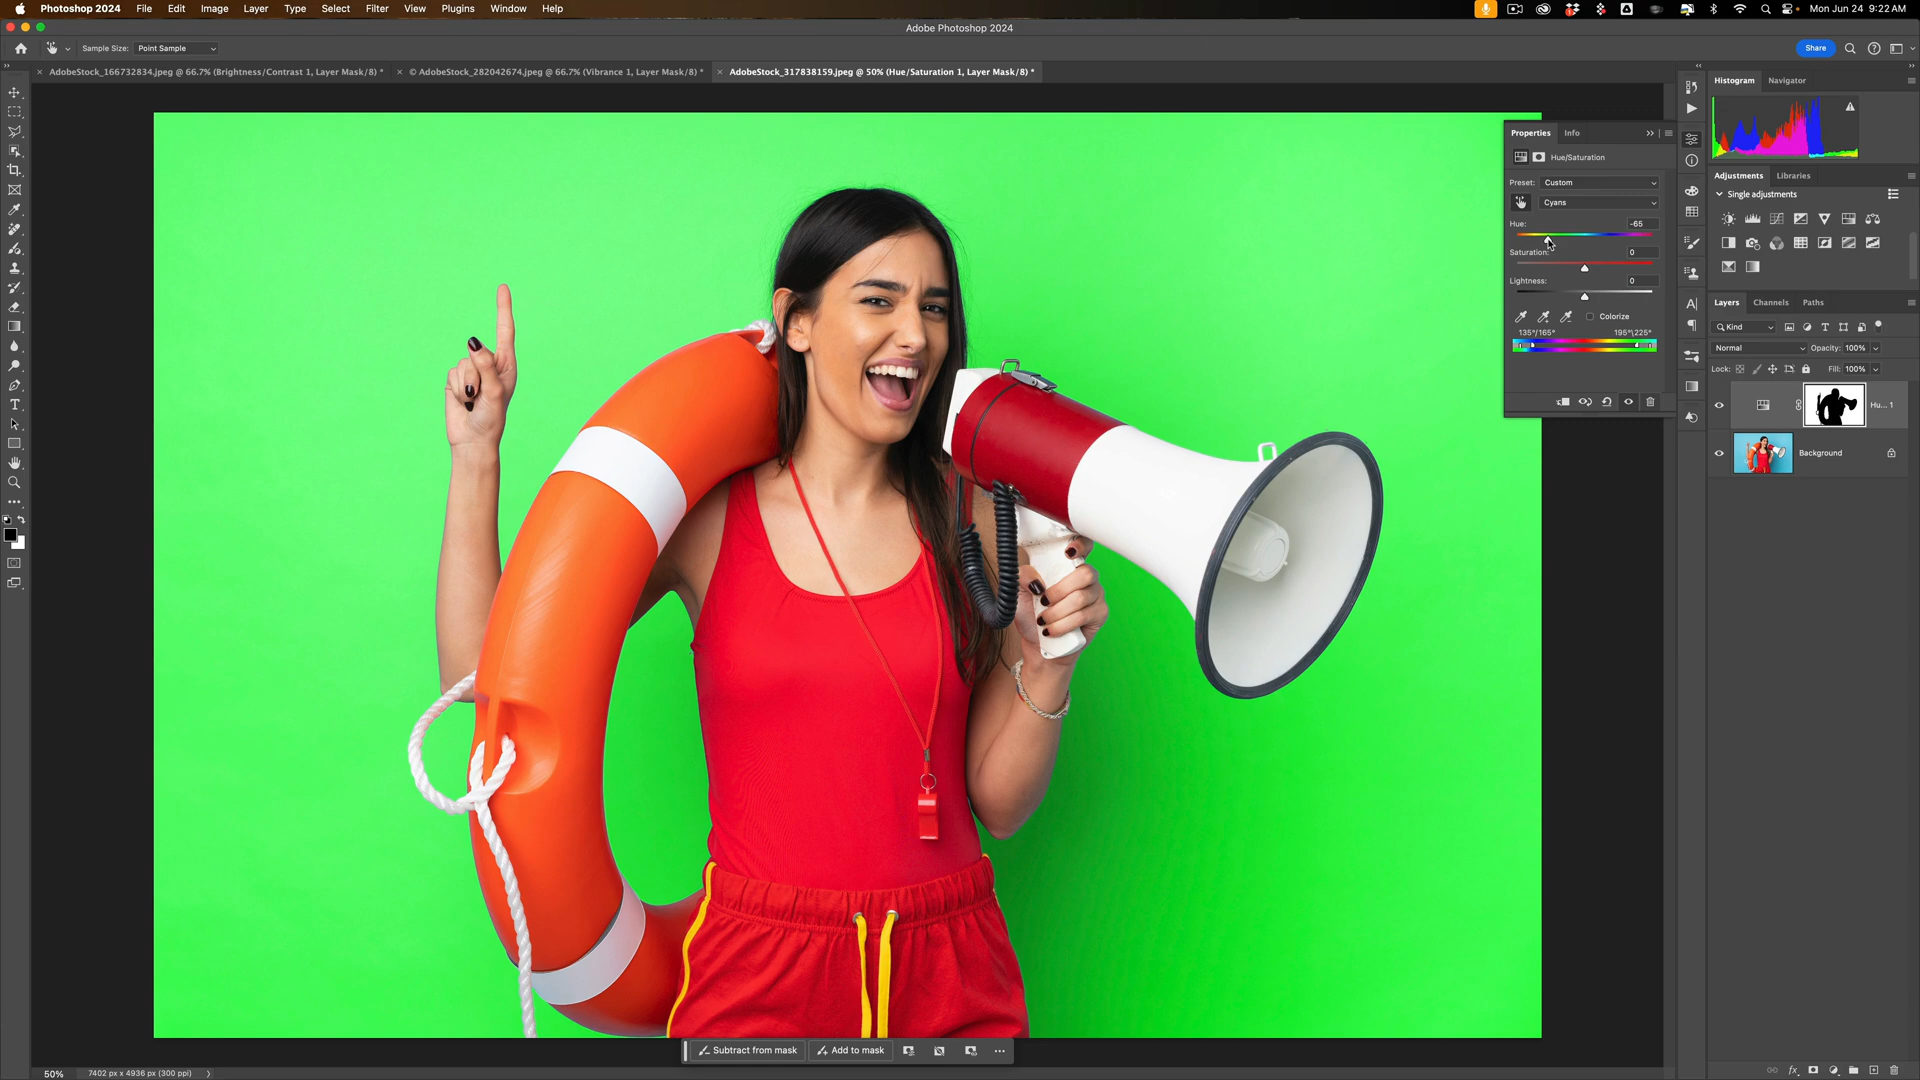 Photoshop 2024 File Edit Image Layer Type Select Filter View Plugins Window Help
Mon Jun 24 9:22 AM
Adobe Photoshop 2024
Sample Size: Point Sample
Share
AdobeStock_166732834.jpeg @ 66.7% (Brightness/Contrast 1, Layer Mask/8) *
© AdobeStock_282042674.jpeg @ 66.7% (Vibrance 1, Layer Mask/8) *
AdobeStock_317838159.jpeg @ 50% (Hue/Saturation 1, Layer Mask/8) *
Histogram Navigator
Properties Info
Hue/Saturation
Preset: Custom
Cyans
Hue: -65
Saturation: 0
Lightness: 0
Colorize
135°/165° 195°\225°
Adjustments Libraries
Single adjustments
Layers Channels Paths
Kind
Normal Opacity: 100%
Lock: Fill: 100%
Hu... 1
Background
Subtract from mask Add to mask
50% 7402 px x 4936 px (300 ppi)